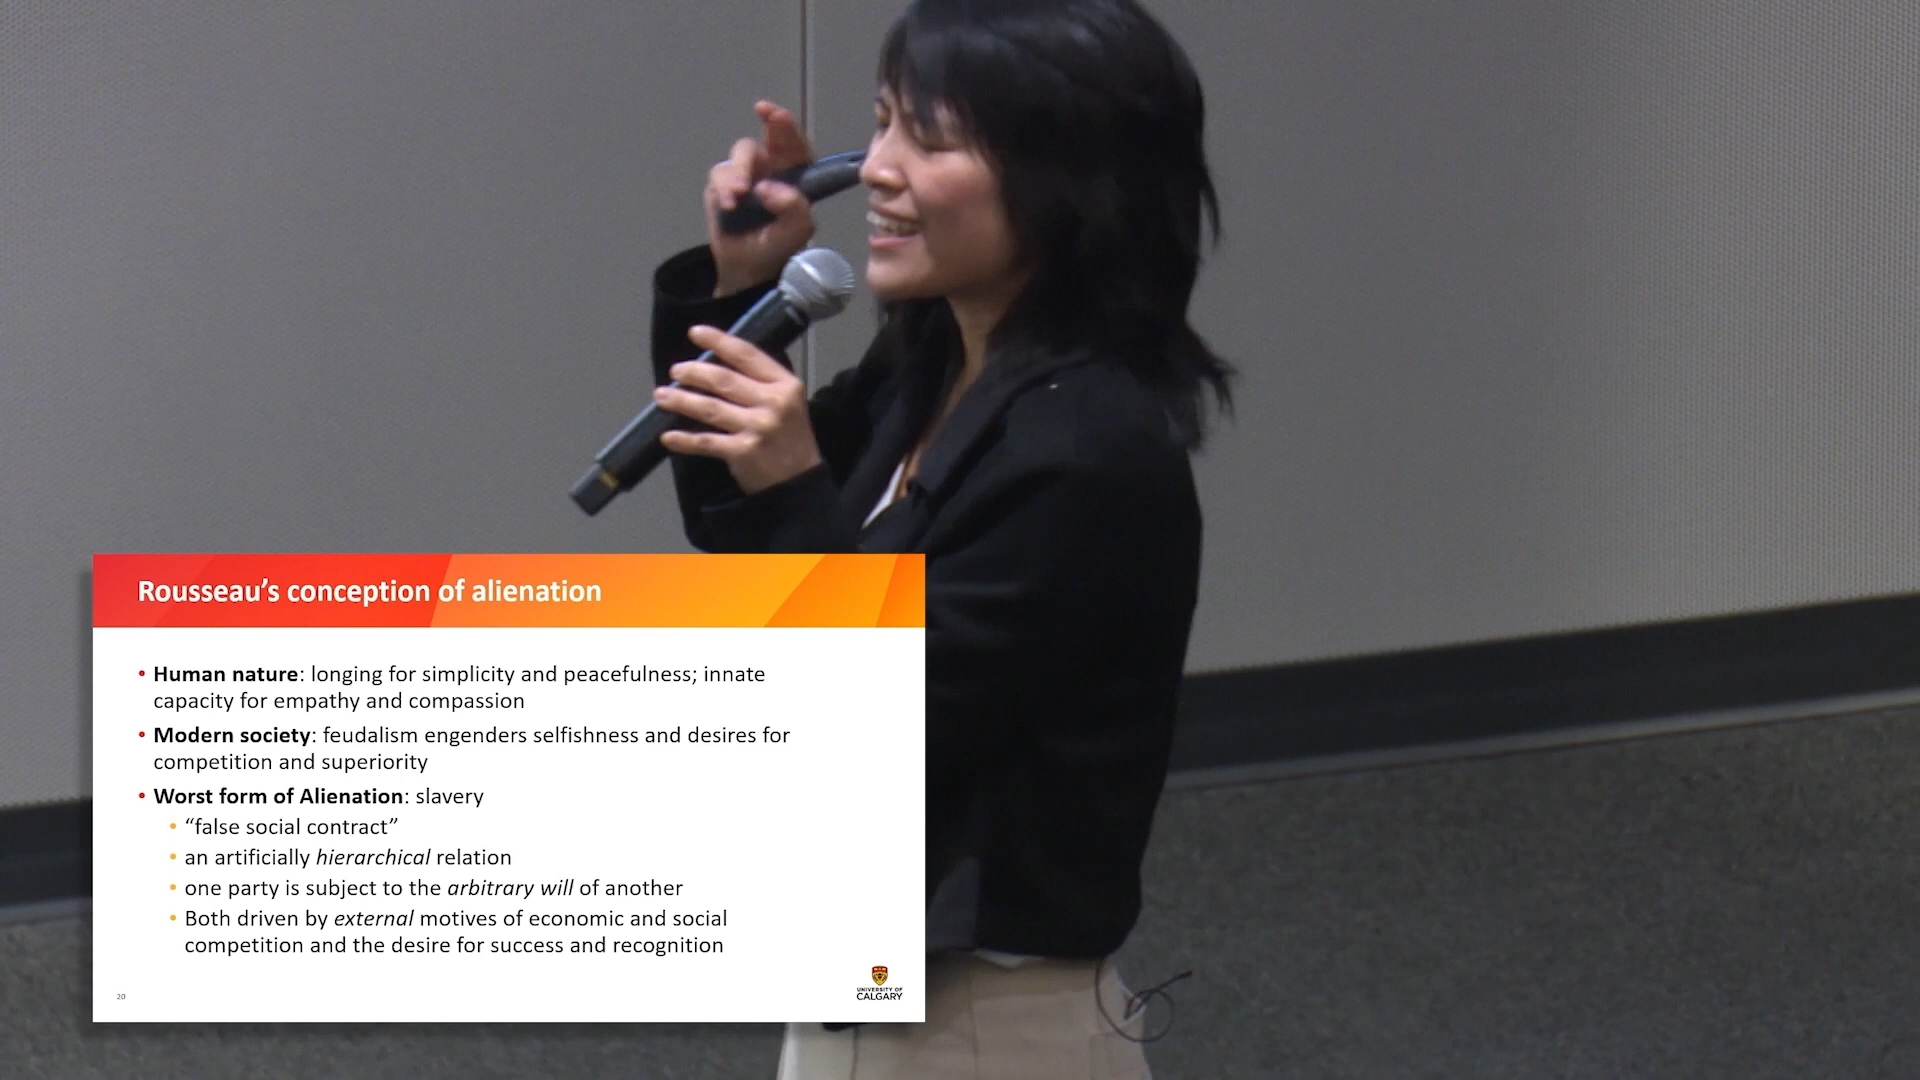 Rousseau’s conception of alienation
• Human nature: longing for simplicity and peacefulness; innate
capacity for empathy and compassion
• Modern society: feudalism engenders selfishness and desires for
competition and superiority
• Worst form of Alienation: slavery
• “false social contract”
• an artificially hierarchical relation
• one party is subject to the arbitrary will of another
• Both driven by external motives of economic and social
competition and the desire for success and recognition
20
UNIVERSITY OF
CALGARY